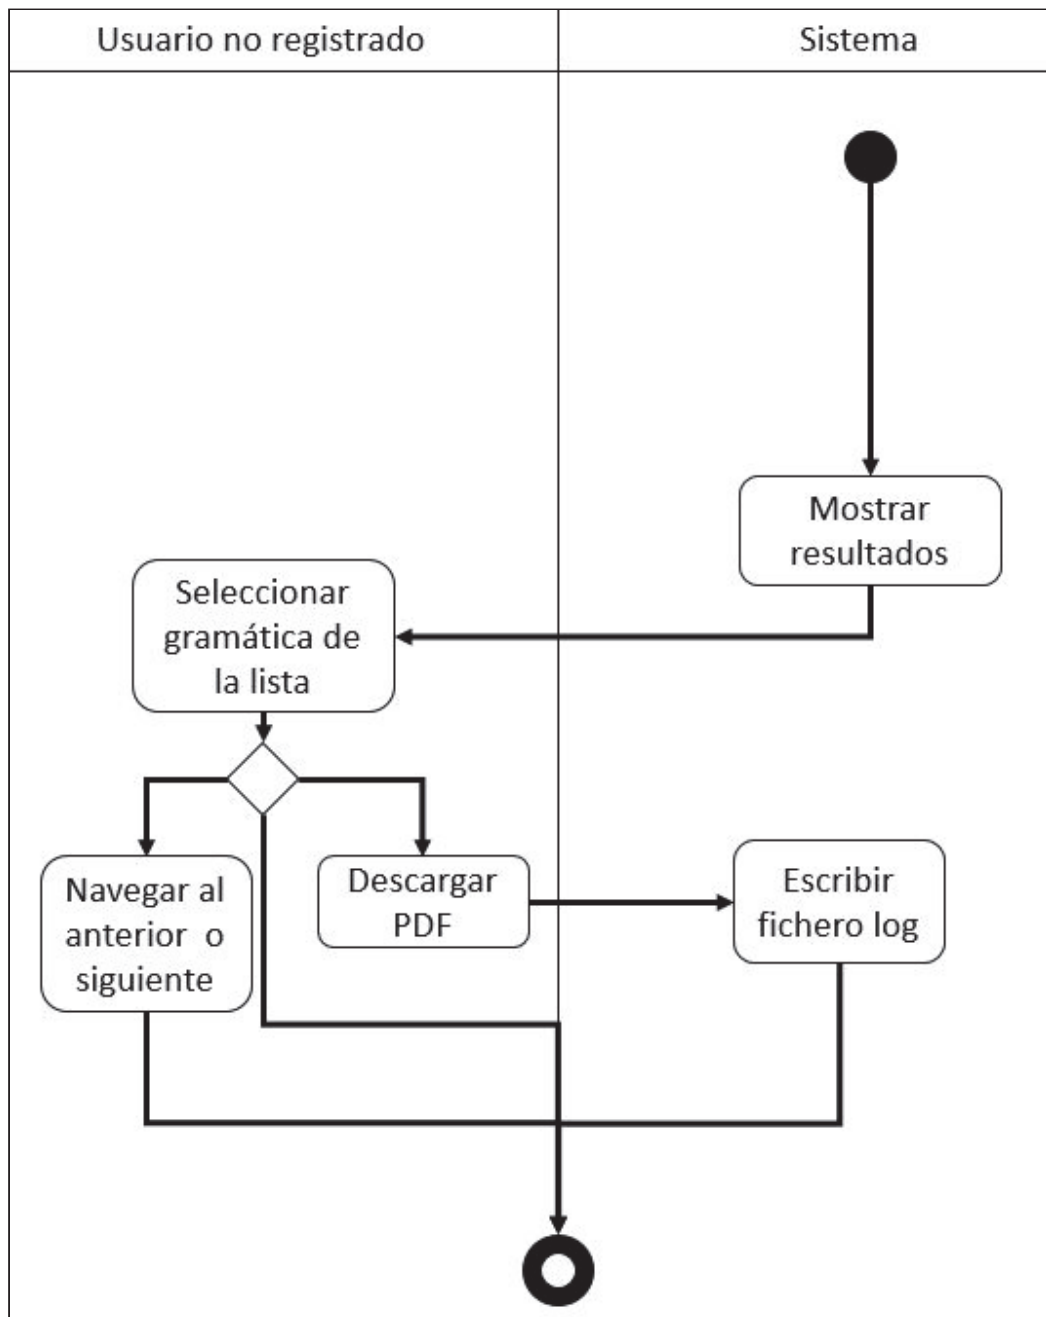 Usuario no registrado
Sistema
Mostrar
resultados
Seleccionar
gramática de
la lista
Navegar al
anterior o
siguiente
Descargar
PDF
Escribir
fichero log